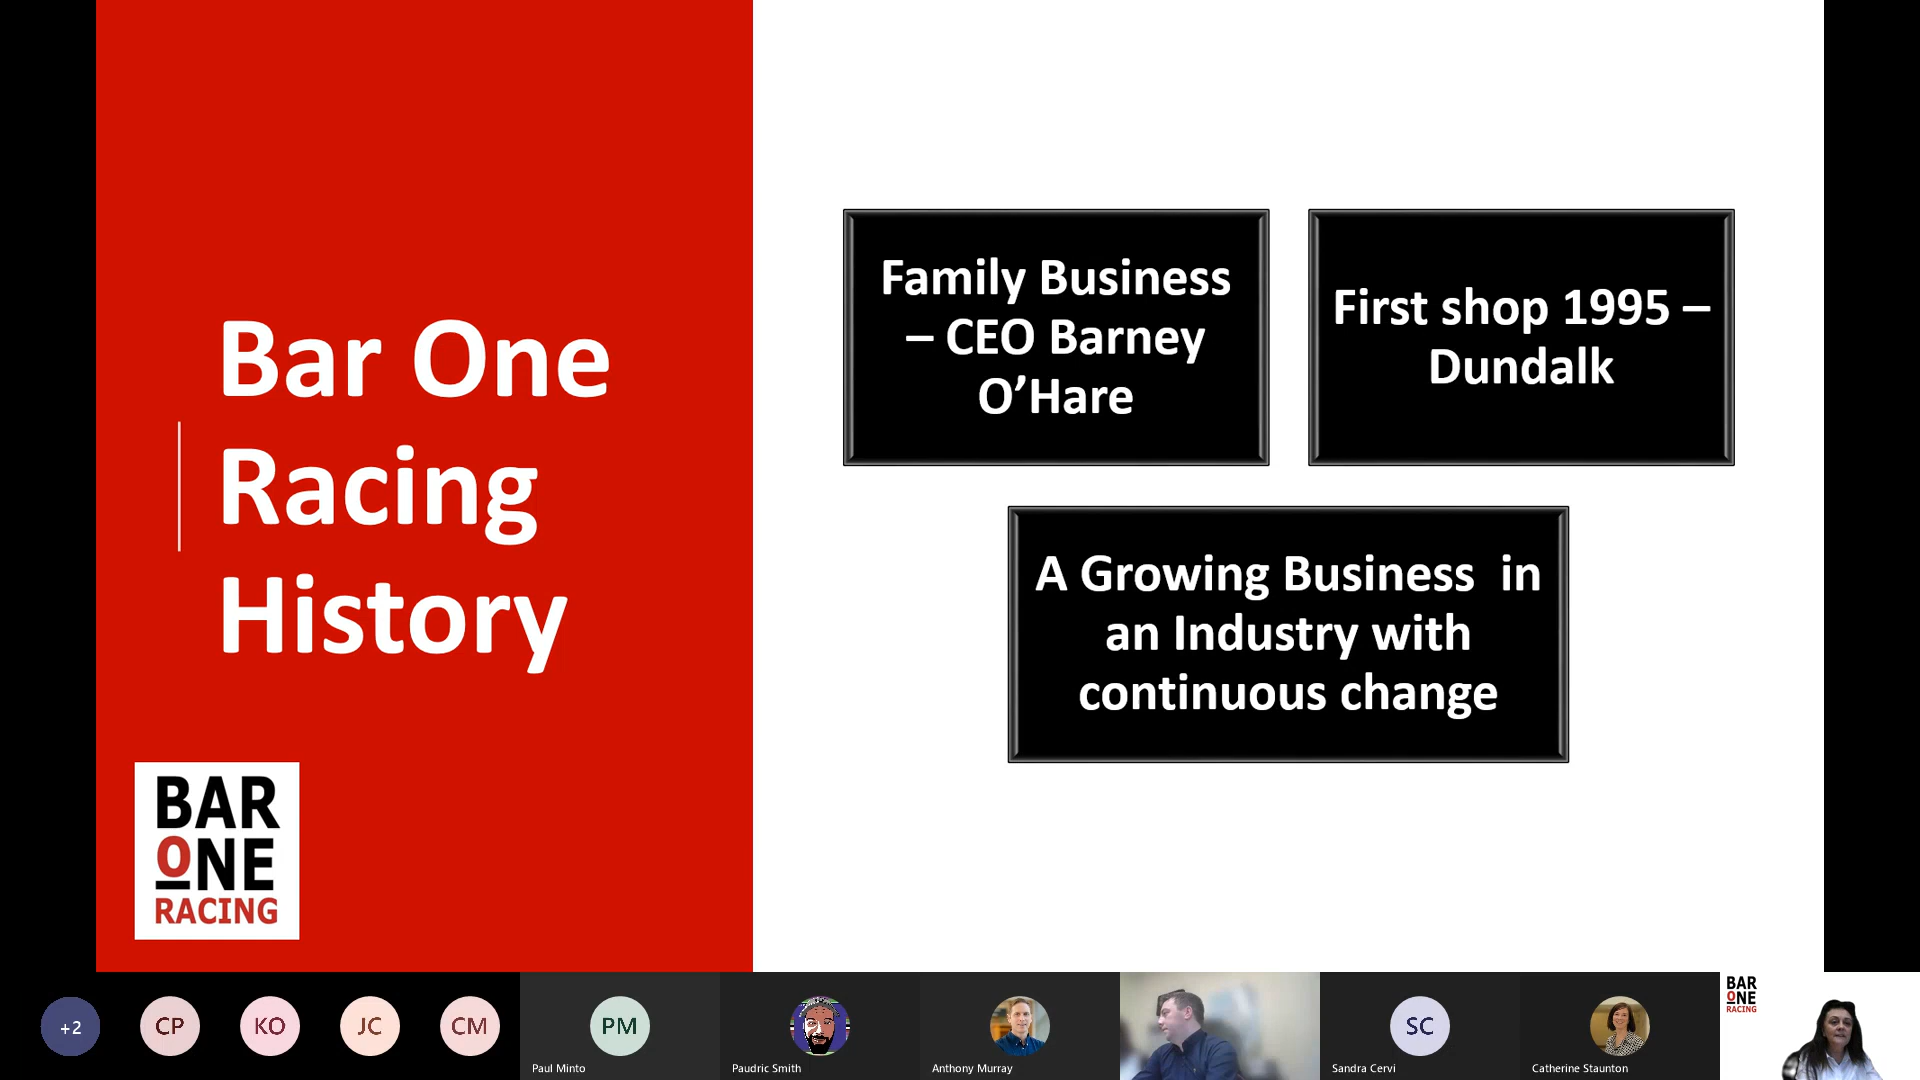 Bar One
Racing
History
Family Business
– CEO Barney
O’Hare
First shop 1995 –
Dundalk
A Growing Business  in
an Industry with
continuous change
BAR
ONE
RACING
+2
CP
KO
JC
CM
PM
Paul Minto
Paudric Smith
Anthony Murray
SC
Sandra Cervi
Catherine Staunton
BAR
ONE
RACING